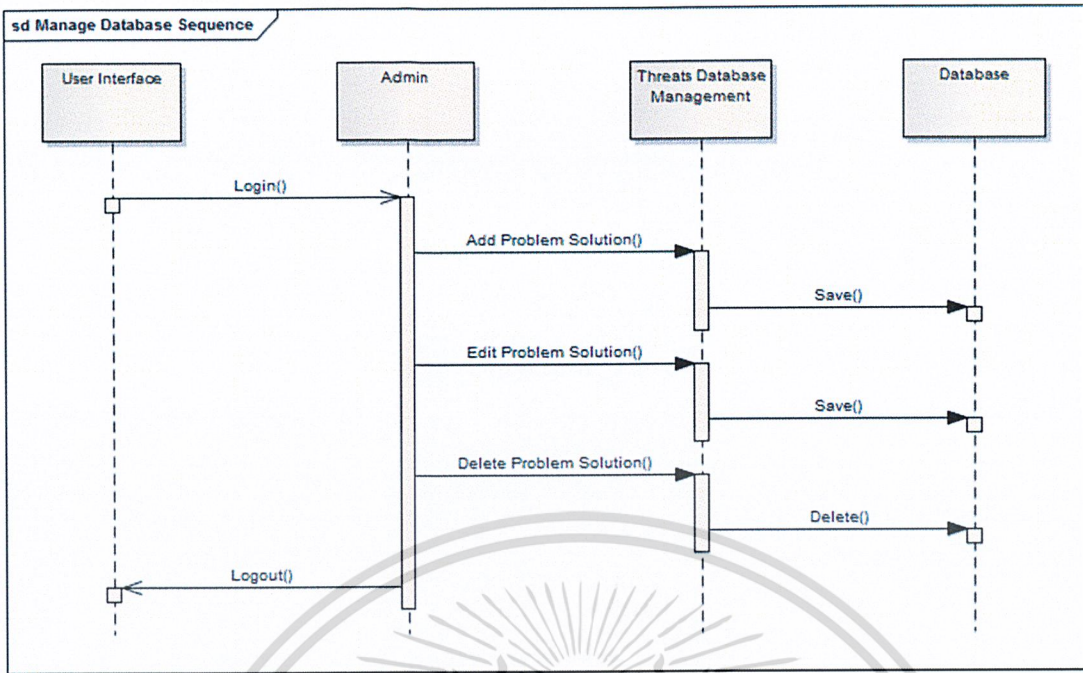 sd Manage Database Sequence
User Interface
Admin
Threats Database
Management
Database
Login()
Add Problem Solution()
Save()
Edit Problem Solution()
Save()
Delete Problem Solution()
Delete()
Logout()